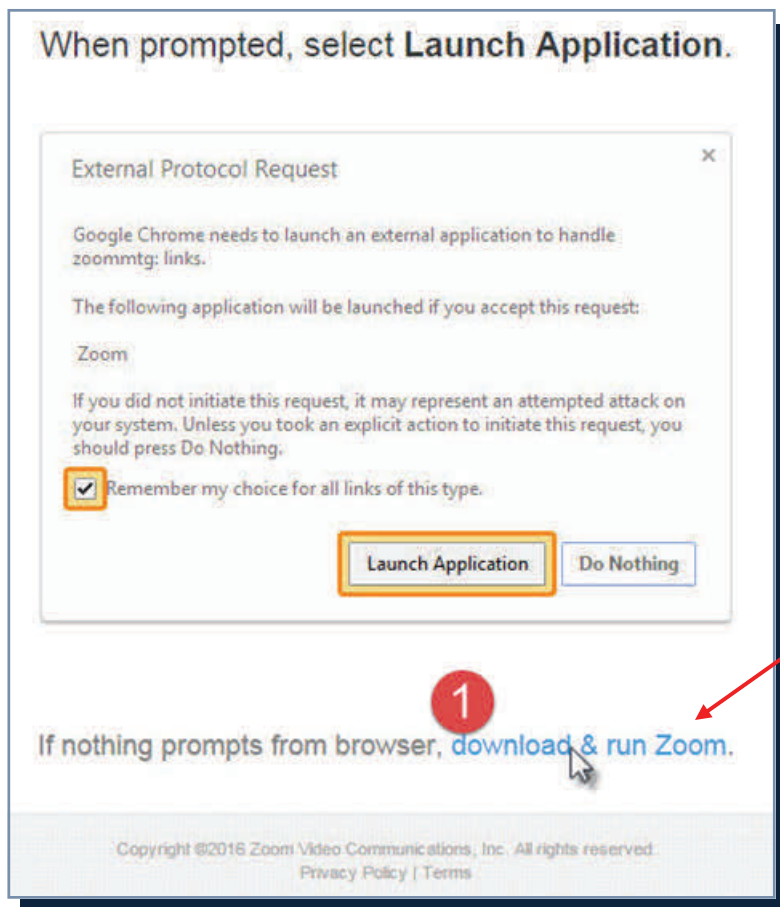 When prompted, select Launch Application.
External Protocol Request
×
Google Chrome needs to launch an external application to handle
zoommtg: links.
The following application will be launched if you accept this request:
Zoom
If you did not initiate this request, it may represent an attempted attack on
your system. Unless you took an explicit action to initiate this request, you
should press Do Nothing.
Remember my choice for all links of this type.
Launch Application Do Nothing
1
If nothing prompts from browser, download & run Zoom.
Copyright ©2016 Zoom Video Communications, Inc. All rights reserved.
Privacy Policy | Terms